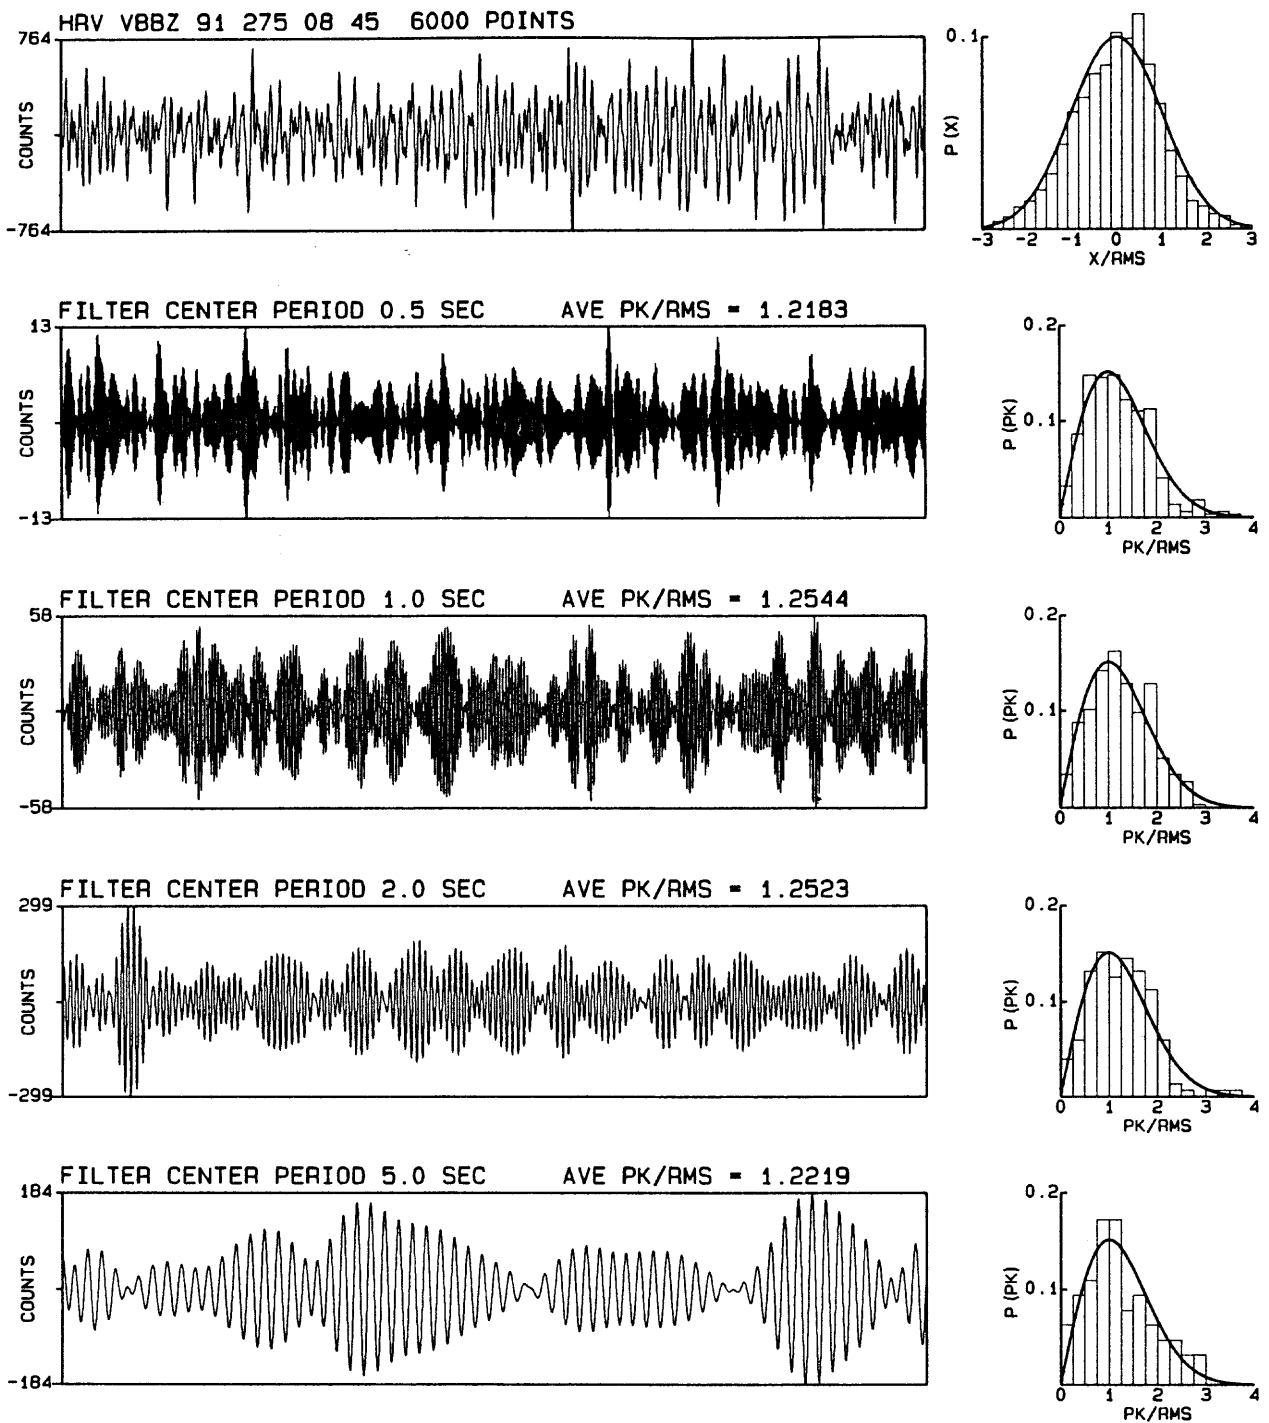 HRV VBBZ 91 275 08 45 6000 POINTS
764
COUNTS
-764
0.1
P(X)
-3 -2 -1 0 1 2 3
X/RMS
FILTER CENTER PERIOD 0.5 SEC AVE PK/RMS = 1.2183
13
COUNTS
-13
0.2
0.1
P(PK)
0 1 2 3 4
PK/RMS
FILTER CENTER PERIOD 1.0 SEC AVE PK/RMS = 1.2544
58
COUNTS
-58
0.2
0.1
P(PK)
0 1 2 3 4
PK/RMS
FILTER CENTER PERIOD 2.0 SEC AVE PK/RMS = 1.2523
299
COUNTS
-299
0.2
0.1
P(PK)
0 1 2 3 4
PK/RMS
FILTER CENTER PERIOD 5.0 SEC AVE PK/RMS = 1.2219
184
COUNTS
-184
0.2
0.1
P(PK)
0 1 2 3 4
PK/RMS